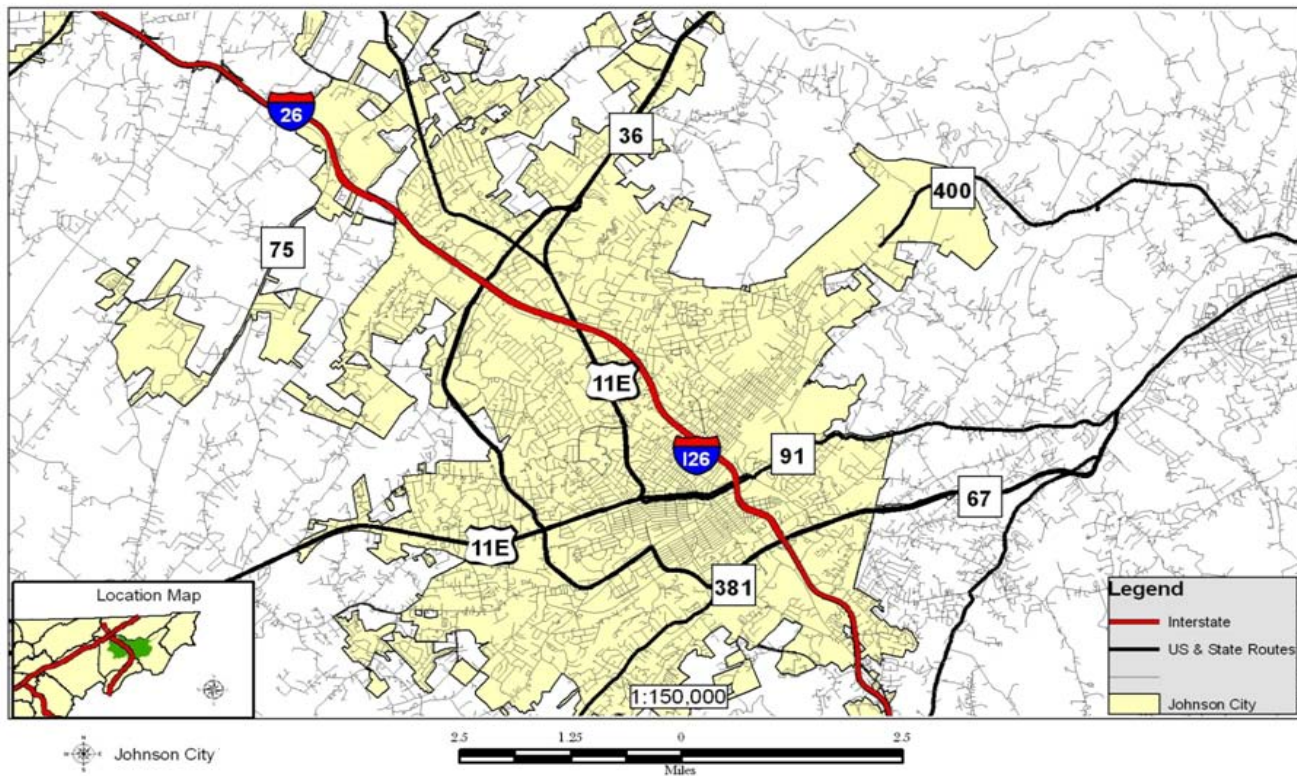 26
36
400
75
11E
I26
91
67
11E
381
Location Map
1:150,000
Legend
Interstate
US & State Routes
Johnson City
Johnson City
2.5 1.25 0 2.5
Miles